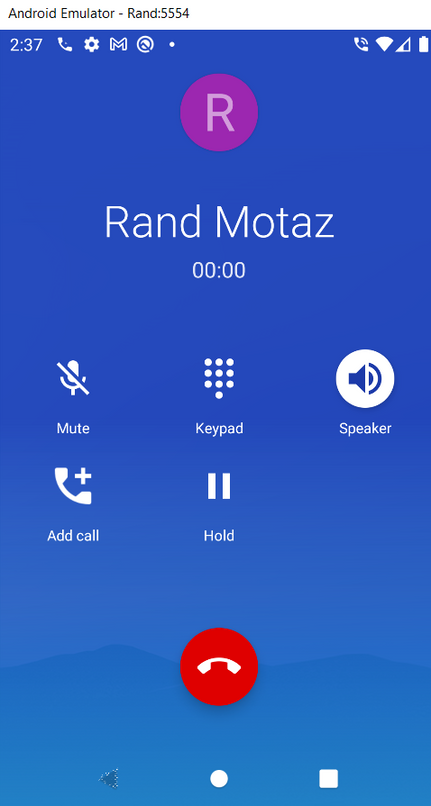 Android Emulator - Rand:5554
2:37
R
Rand Motaz
00:00
Mute Keypad Speaker
Add call Hold